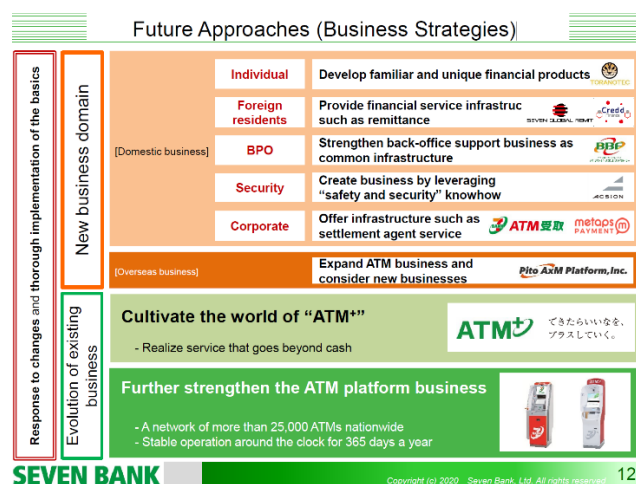 Future Approaches (Business Strategies)
Response to changes and thorough implementation of the basics
New business domain
[Domestic business]
Individual
Develop familiar and unique financial products
TORANOTEC
Foreign
residents
Provide financial service infrastruc
such as remittance
SEVEN GLOBAL REMIT
Credd
Finance
BPO
Strengthen back-office support business as
common infrastructure
BBP
Security
Create business by leveraging
“safety and security” knowhow
ACSION
Corporate
Offer infrastructure such as
settlement agent service
ATM受取
metaps
PAYMENT
m
[Overseas business]
Expand ATM business and
consider new businesses
Pito AxM Platform,Inc.
Evolution of existing
business
Cultivate the world of “ATM⁺”
- Realize service that goes beyond cash
ATM+
できたらいいなを、
プラスしていく。
Further strengthen the ATM platform business
- A network of more than 25,000 ATMs nationwide
- Stable operation around the clock for 365 days a year
SEVEN BANK
Copyright (c) 2020 Seven Bank, Ltd. All rights reserved
12